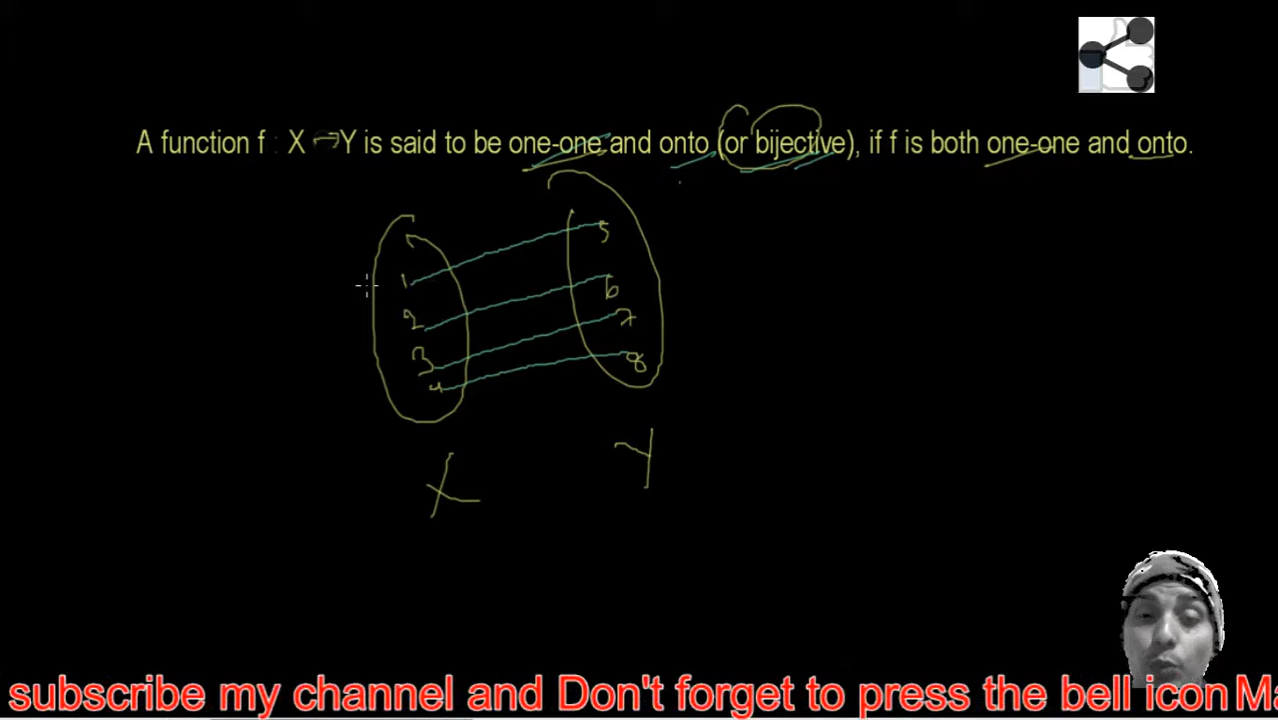 A function f : X → Y is said to be one-one and onto (or bijective), if f is both one-one and onto.
1 5
2 6
3 7
4 8
X Y
subscribe my channel and Don't forget to press the bell icon Ma